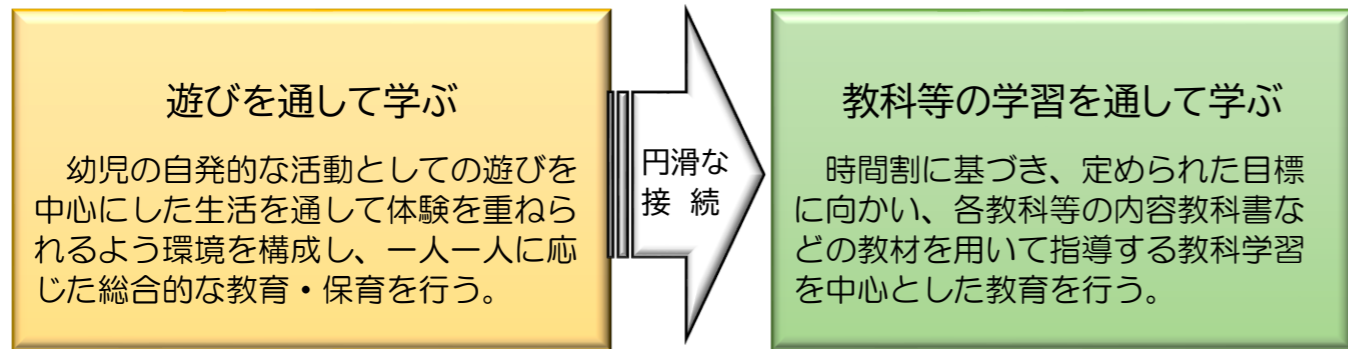 遊びを通して学ぶ
幼児の自発的な活動としての遊びを
中心にした生活を通して体験を重ねら
れるよう環境を構成し、一人一人に応
じた総合的な教育・保育を行う。
円滑な
接 続
教科等の学習を通して学ぶ
時間割に基づき、定められた目標
に向かい、各教科等の内容教科書な
どの教材を用いて指導する教科学習
を中心とした教育を行う。